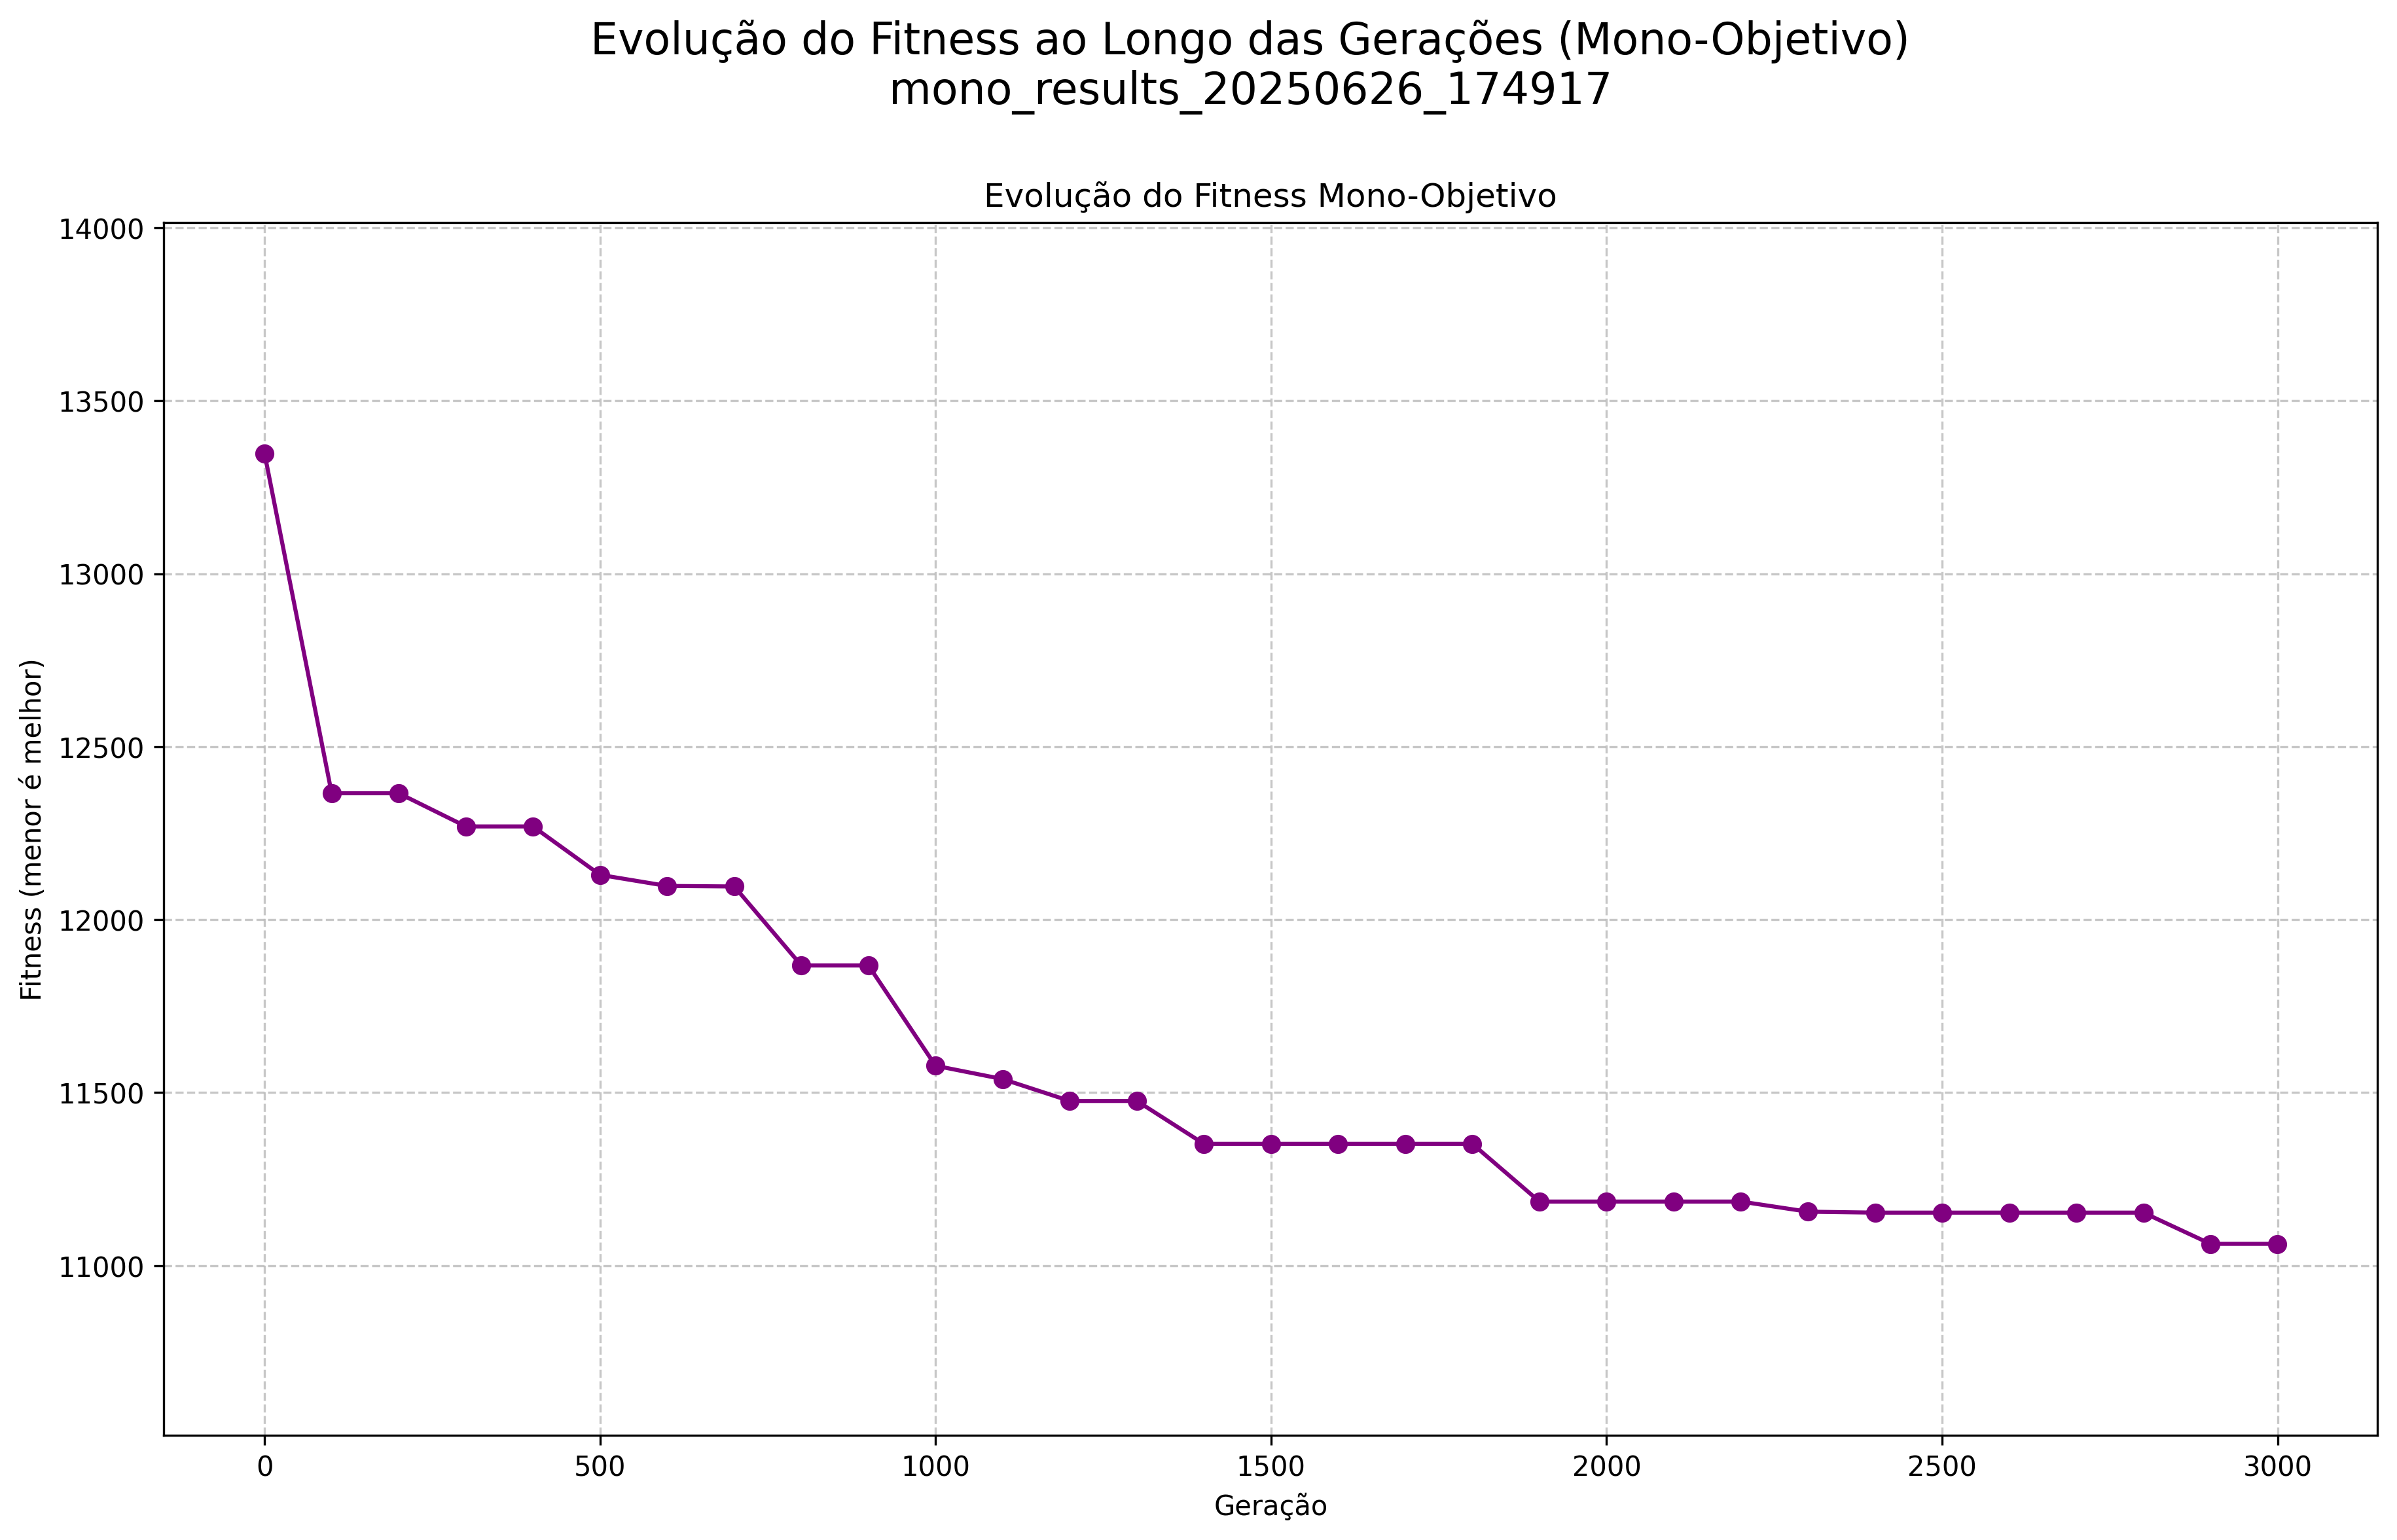 Evolução do Fitness ao Longo das Gerações (Mono-Objetivo)
mono_results_20250626_174917
Evolução do Fitness Mono-Objetivo
14000
13500
13000
12500
12000
11500
11000
Fitness (menor é melhor)
0
500
1000
1500
2000
2500
3000
Geração